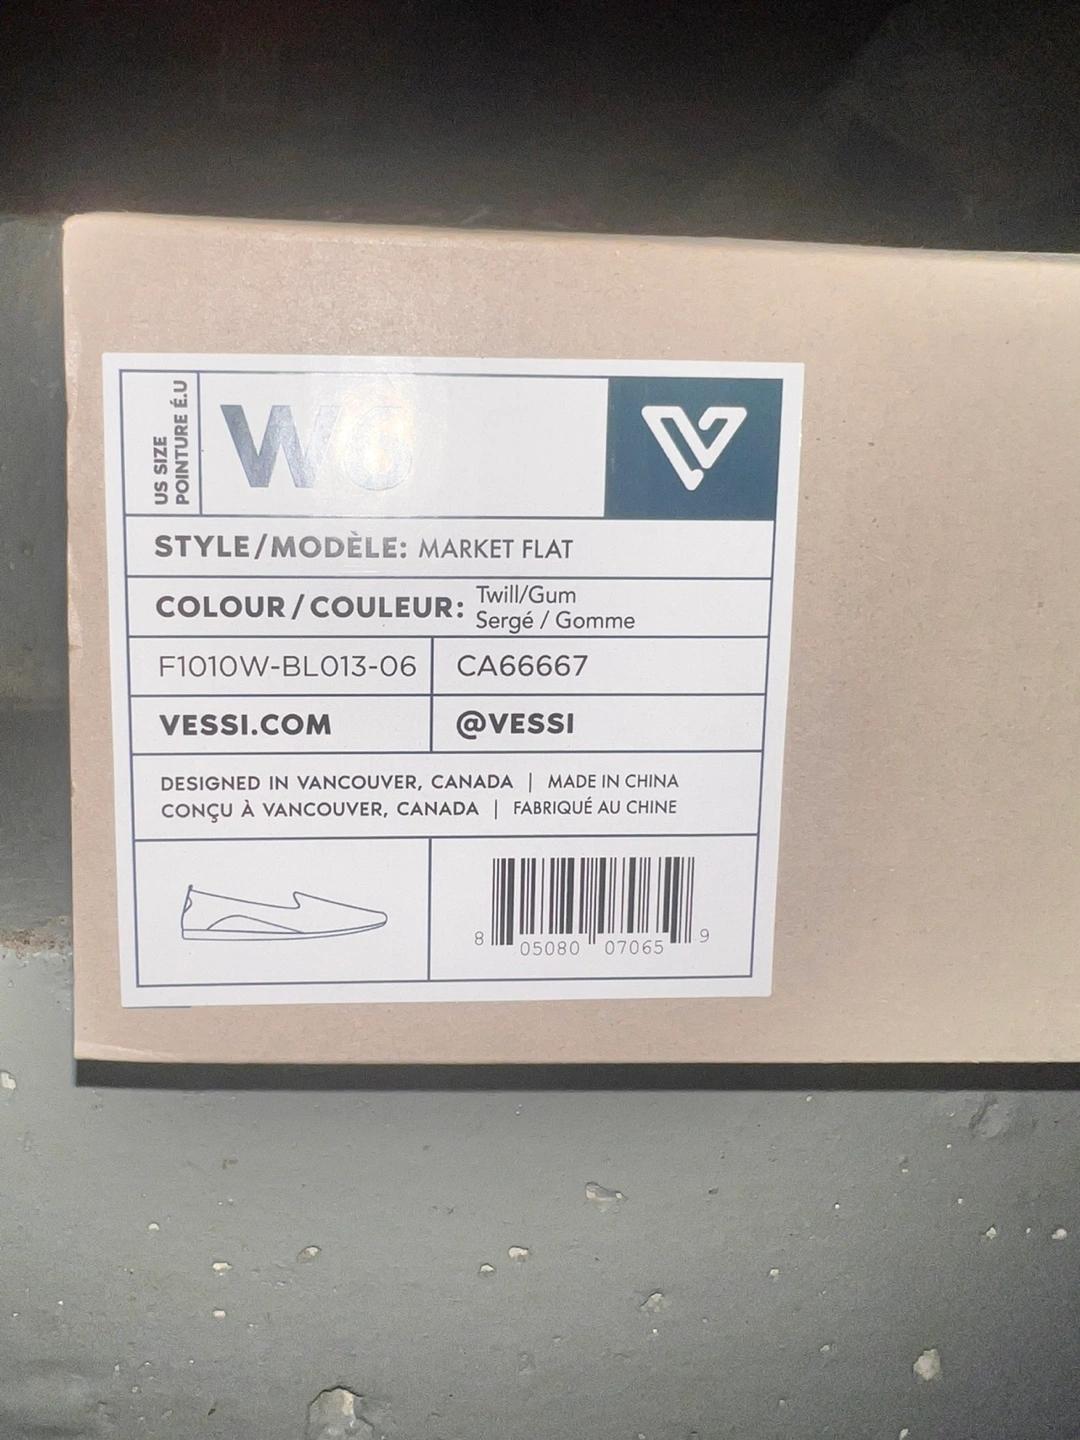 US SIZE
POINTURE É.U
W6
STYLE/MODÈLE: MARKET FLAT
COLOUR/COULEUR: Twill/Gum
Sergé / Gomme
F1010W-BL013-06 CA66667
VESSI.COM @VESSI
DESIGNED IN VANCOUVER, CANADA | MADE IN CHINA
CONÇU À VANCOUVER, CANADA | FABRIQUÉ AU CHINE
8 05080 07065 9